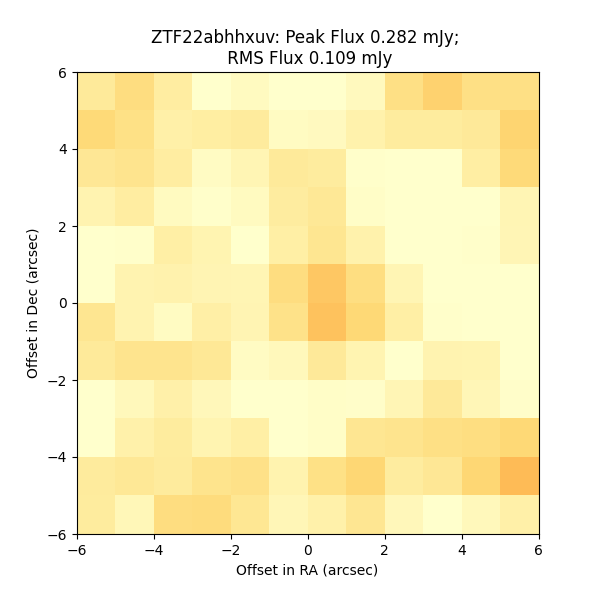 ZTF22abhhxuv: Peak Flux 0.282 mJy;
RMS Flux 0.109 mJy
6
4
2
0
−2
−4
−6
Offset in Dec (arcsec)
−6 −4 −2 0 2 4 6
Offset in RA (arcsec)